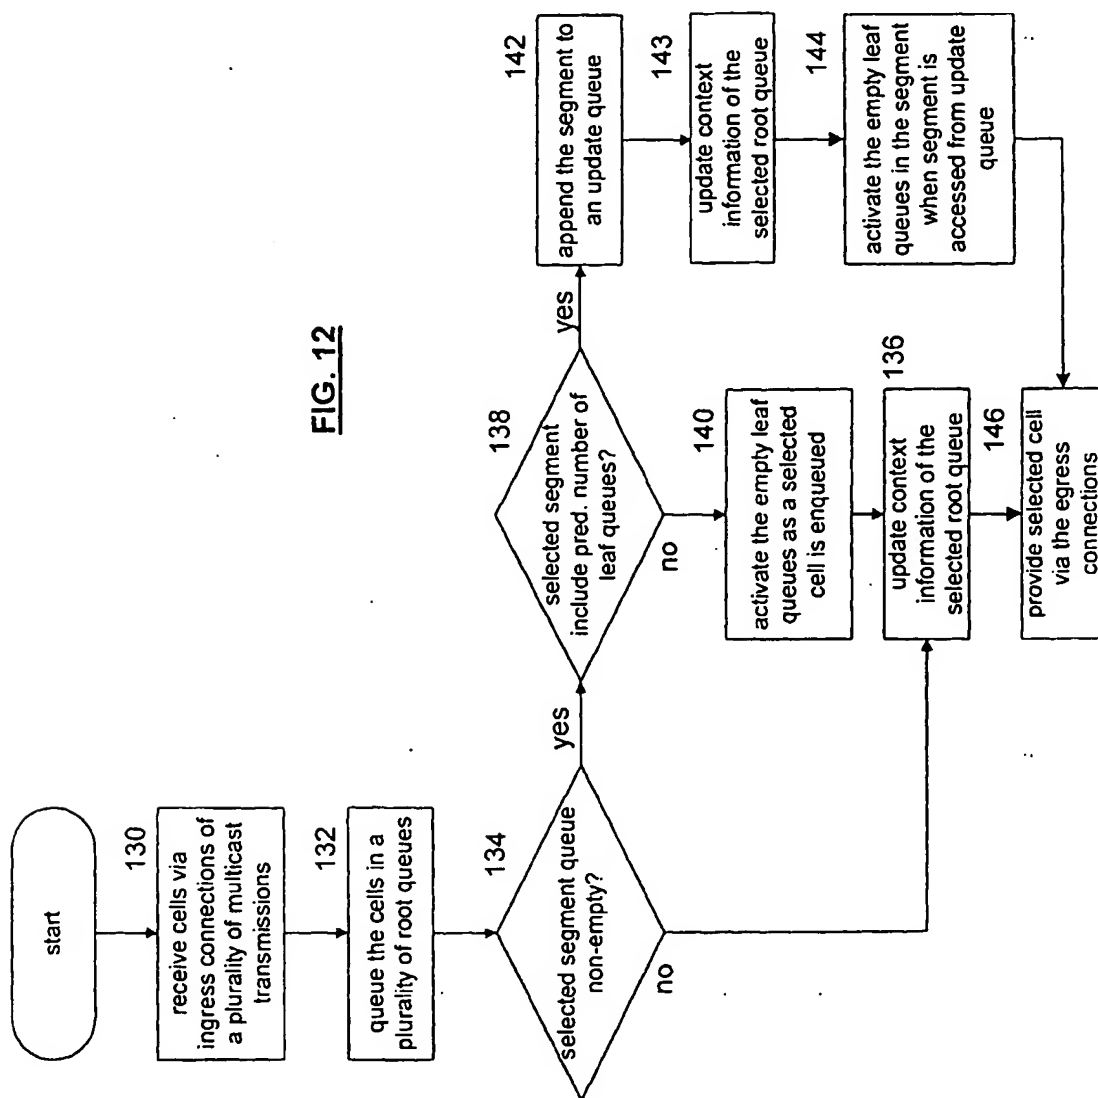 FIG. 12
start
130
receive cells via
ingress connections of
a plurality of multicast
transmissions
132
queue the cells in a
plurality of root queues
134
selected segment queue
non-empty?
yes
no
138
selected segment
include pred. number of
leaf queues?
yes
no
142
append the segment to
an update queue
143
update context
information of the
selected root queue
144
activate the empty leaf
queues in the segment
when segment is
accessed from update
queue
140
activate the empty leaf
queues as a selected
cell is enqueued
136
update context
information of the
selected root queue
146
provide selected cell
via the egress
connections